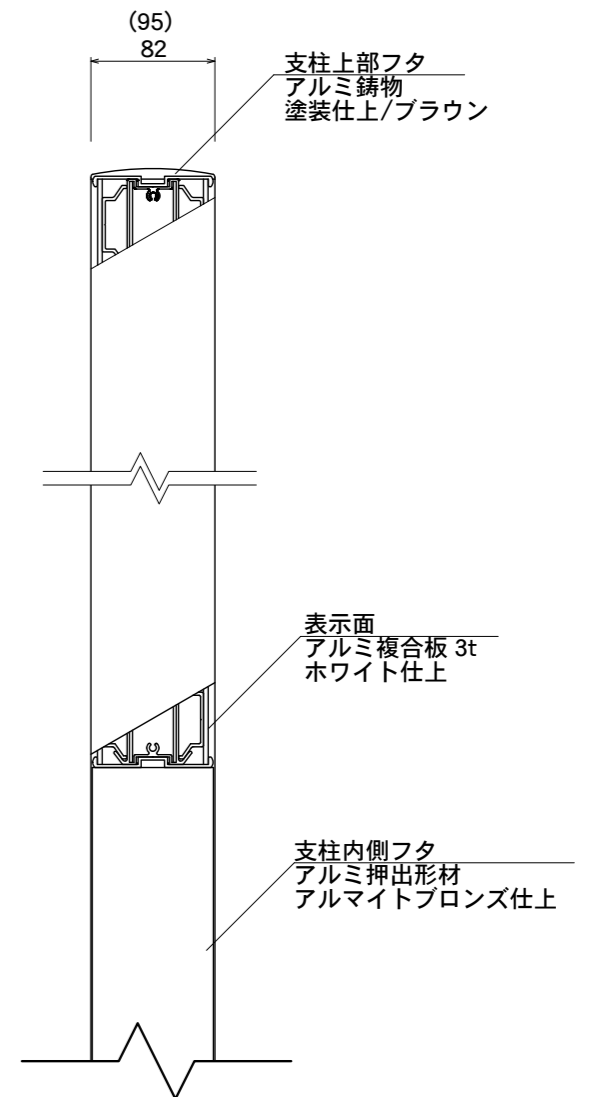 (95)
82
支柱上部フタ
アルミ鋳物
塗装仕上/ブラウン
表示面
アルミ複合板 3t
ホワイト仕上
支柱内側フタ
アルミ押出形材
アルマイトブロンズ仕上